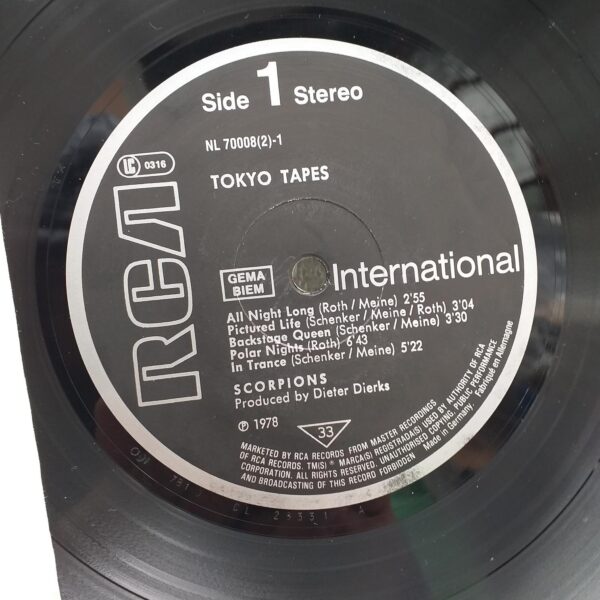 Side 1 Stereo
NL 70008(2)-1
LC 0316
TOKYO TAPES
RCA
GEMA
BIEM
International
All Night Long (Roth/Meine) 2'55
Pictured Life (Schenker/Meine/Roth) 3'04
Backstage Queen (Schenker/Meine) 3'30
Polar Nights (Roth) 6'43
In Trance (Schenker/Meine) 5'22
SCORPIONS
Produced by Dieter Dierks
℗ 1978
33
MARKETED BY RCA RECORDS FROM MASTER RECORDINGS
OF RCA RECORDS. TM(S) ® MARCA(S) REGISTRADA(S) USED BY AUTHORITY OF RCA
CORPORATION. ALL RIGHTS RESERVED. UNAUTHORISED COPYING, PUBLIC PERFORMANCE
AND BROADCASTING OF THIS RECORD FORBIDDEN
Made in Germany. Fabriqué en Allemagne